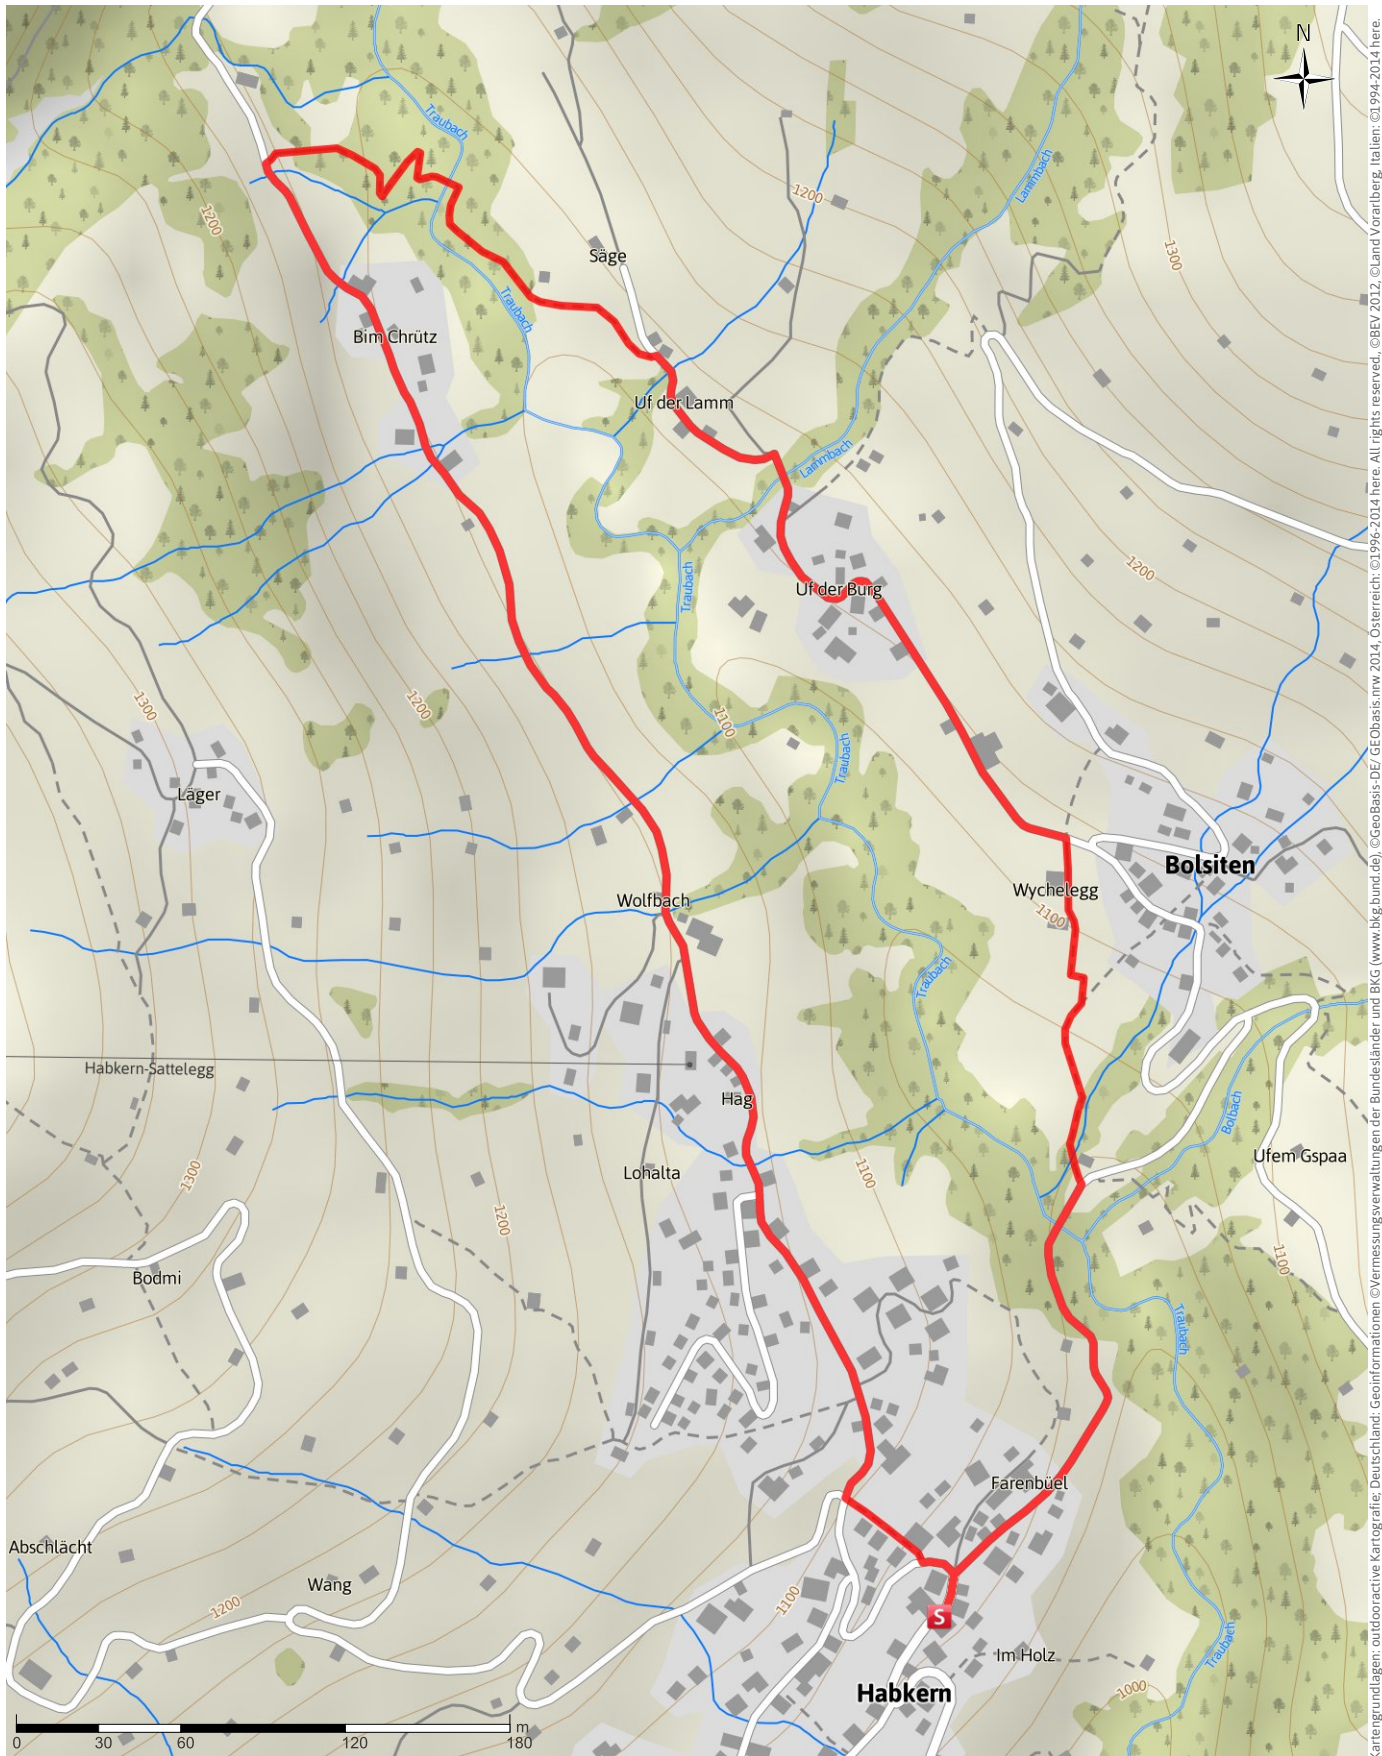 N
Traubach
Lammbach
1200
1200
1300
Säge
Traubach
Bim Chrütz
Uf der Lamm
Lammbach
1200
Traubach
Uf der Burg
1300
1200
1100
Traubach
Läger
Bolsiten
Wychelegg
1100
Wolfbach
Traubach
Habkern-Sattelegg
Hag
Bolbach
Ufem Gspaa
Lohalta
1100
1300
1200
1100
Bodmi
Traubach
Farenbüel
Abschlächt
Wang
1200
1100
S
Im Holz
Traubach
Habkern
1000
m
0 30 60 120 180
Kartengrundlagen: outdooractive Kartografie; Deutschland: Geoinformationen ©Vermessungsverwaltungen der Bundesländer und BKG (www.bkg.bund.de), ©GeoBasis-DE/ GEObasis.nrw 2014, Österreich: ©1996-2014 here. All rights reserved., ©BEV 2012, ©Land Vorarlberg, Italien: ©1994-2014 here.